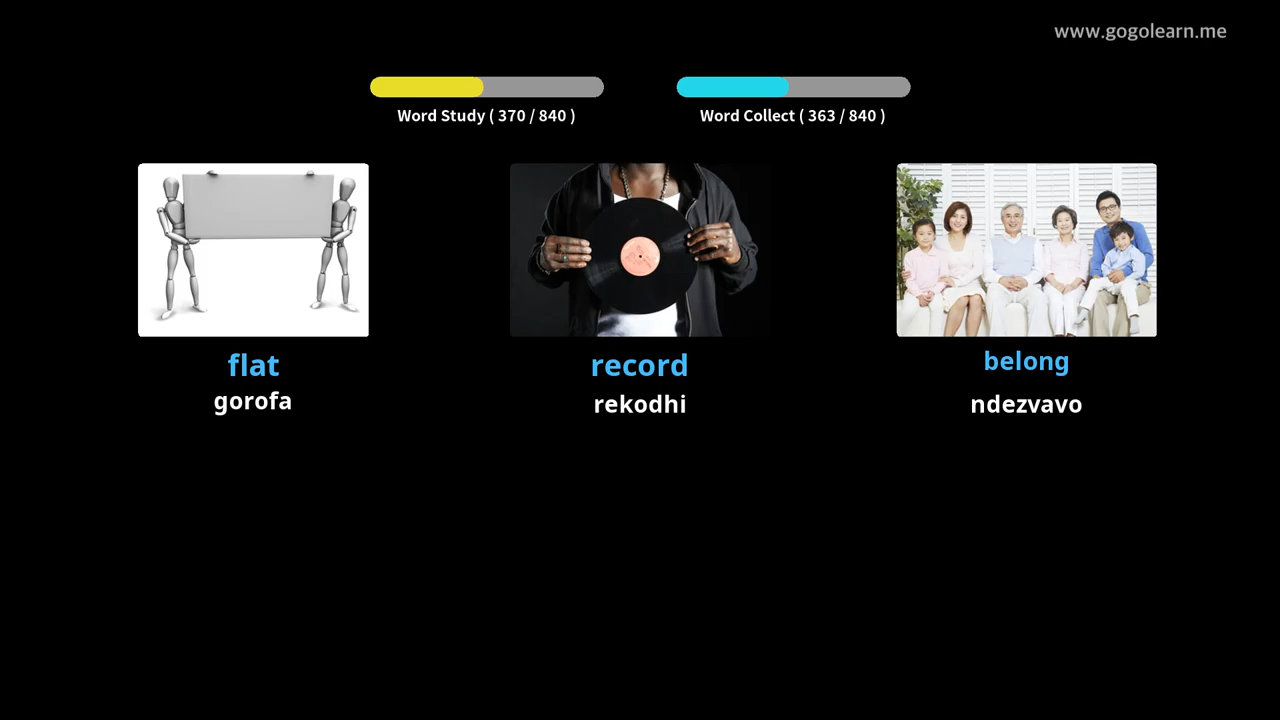 www.gogolearn.me
Word Study ( 370 / 840 )
Word Collect ( 363 / 840 )
flat
gorofa
record
rekodhi
belong
ndezvavo